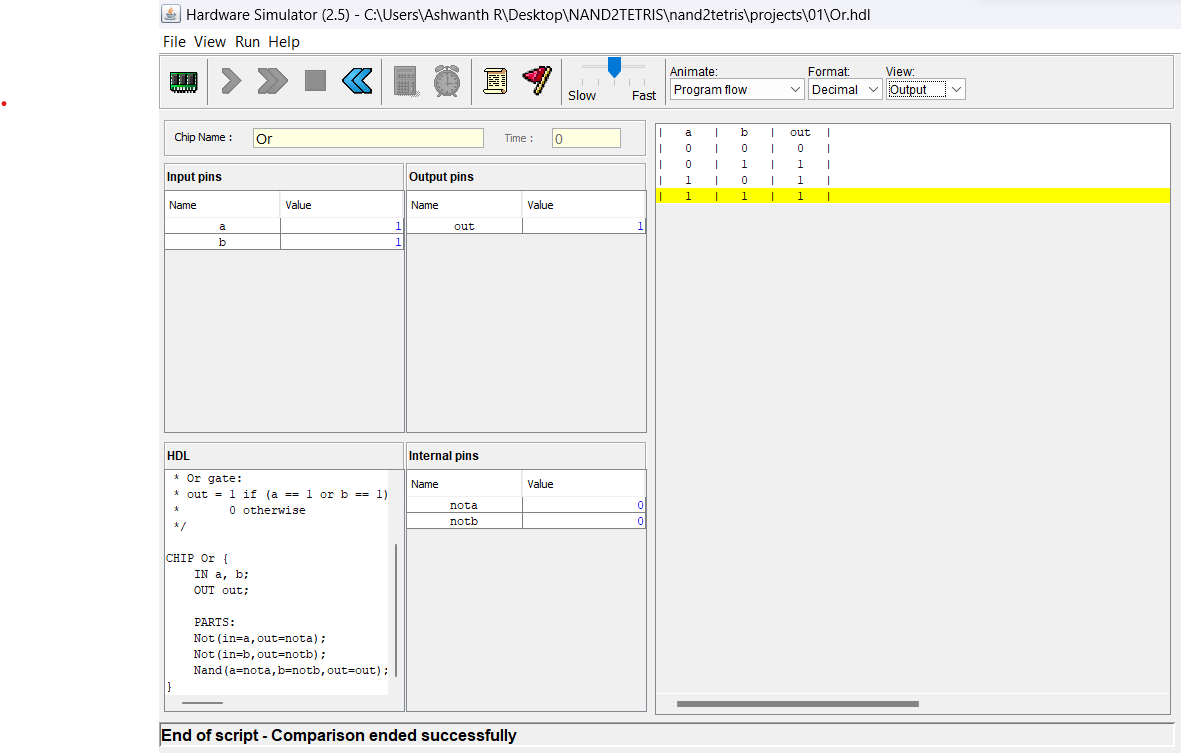 Hardware Simulator (2.5) - C:\Users\Ashwanth R\Desktop\NAND2TETRIS\nand2tetris\projects\01\Or.hdl
File View Run Help
Slow Fast
Animate: Format: View:
Program flow Decimal Output
Chip Name : Or Time : 0
Input pins
Name Value
a 1
b 1
Output pins
Name Value
out 1
| a | b | out |
| 0 | 0 | 0 |
| 0 | 1 | 1 |
| 1 | 0 | 1 |
| 1 | 1 | 1 |
HDL
* Or gate:
* out = 1 if (a == 1 or b == 1)
* 0 otherwise
*/
CHIP Or {
IN a, b;
OUT out;
PARTS:
Not(in=a,out=nota);
Not(in=b,out=notb);
Nand(a=nota,b=notb,out=out);
}
Internal pins
Name Value
nota 0
notb 0
End of script - Comparison ended successfully